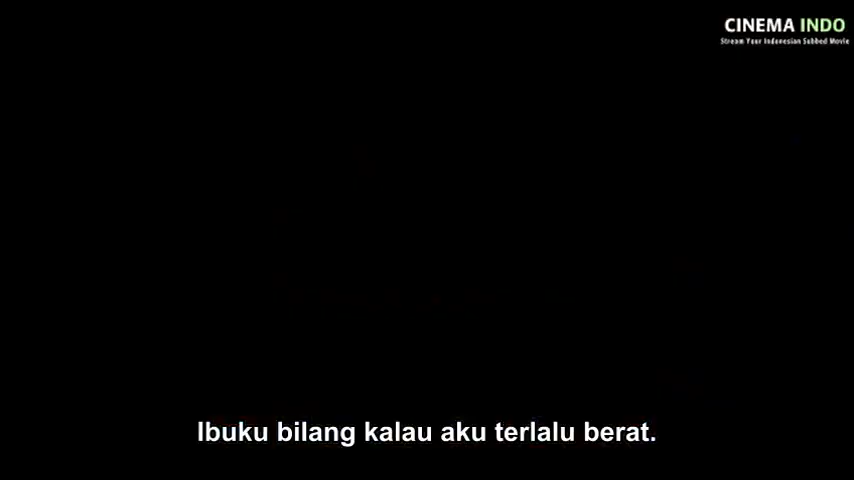 CINEMA INDO
Stream Your Indonesian Subbed Movie
Ibuku bilang kalau aku terlalu berat.